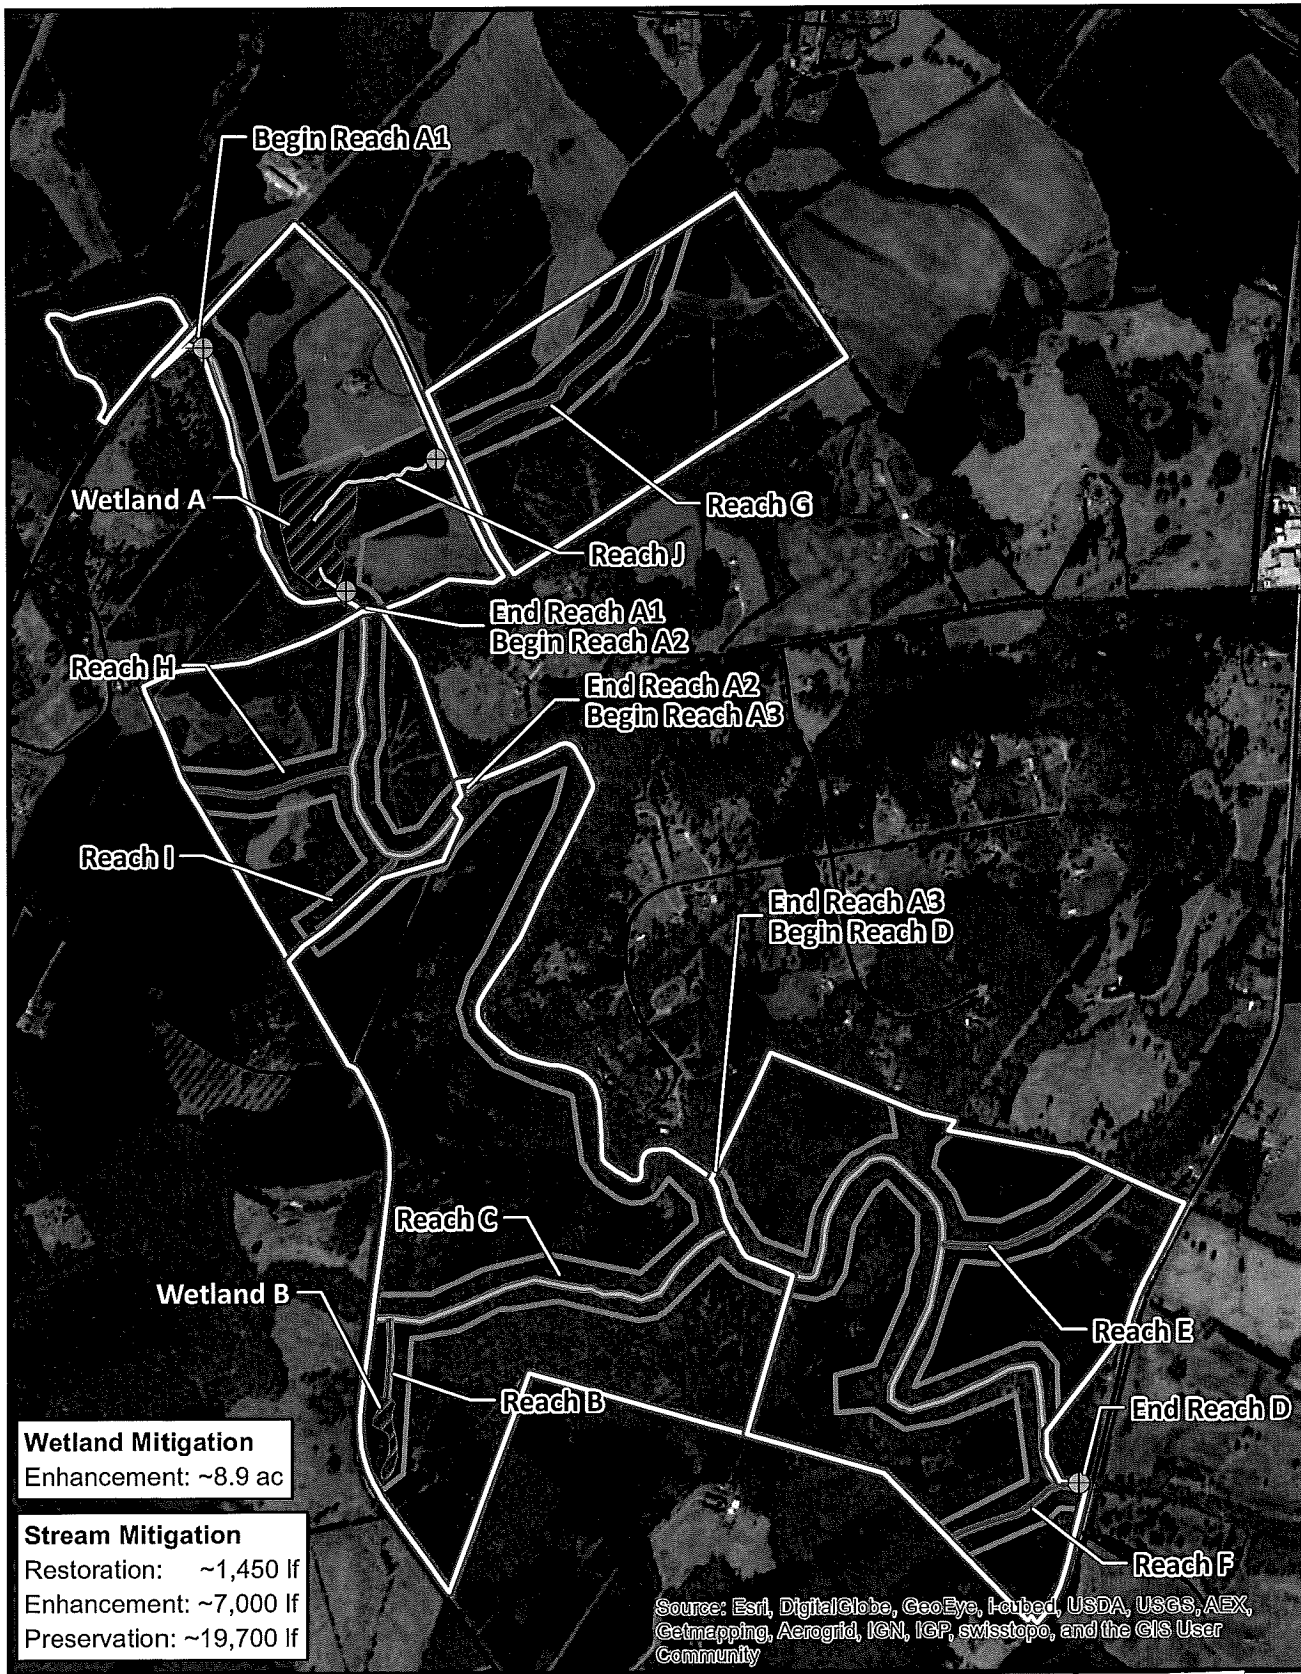 Begin Reach A1
Wetland A
Reach G
Reach J
End Reach A1
Begin Reach A2
Reach H
End Reach A2
Begin Reach A3
Reach I
End Reach A3
Begin Reach D
Reach C
Wetland B
Reach E
Reach B
End Reach D
Wetland Mitigation
Enhancement: ~8.9 ac
Stream Mitigation
Restoration: ~1,450 lf
Enhancement: ~7,000 lf
Preservation: ~19,700 lf
Reach F
Source: Esri, DigitalGlobe, GeoEye, i-cubed, USDA, USGS, AEX,
Getmapping, Aerogrid, IGN, IGP, swisstopo, and the GIS User
Community